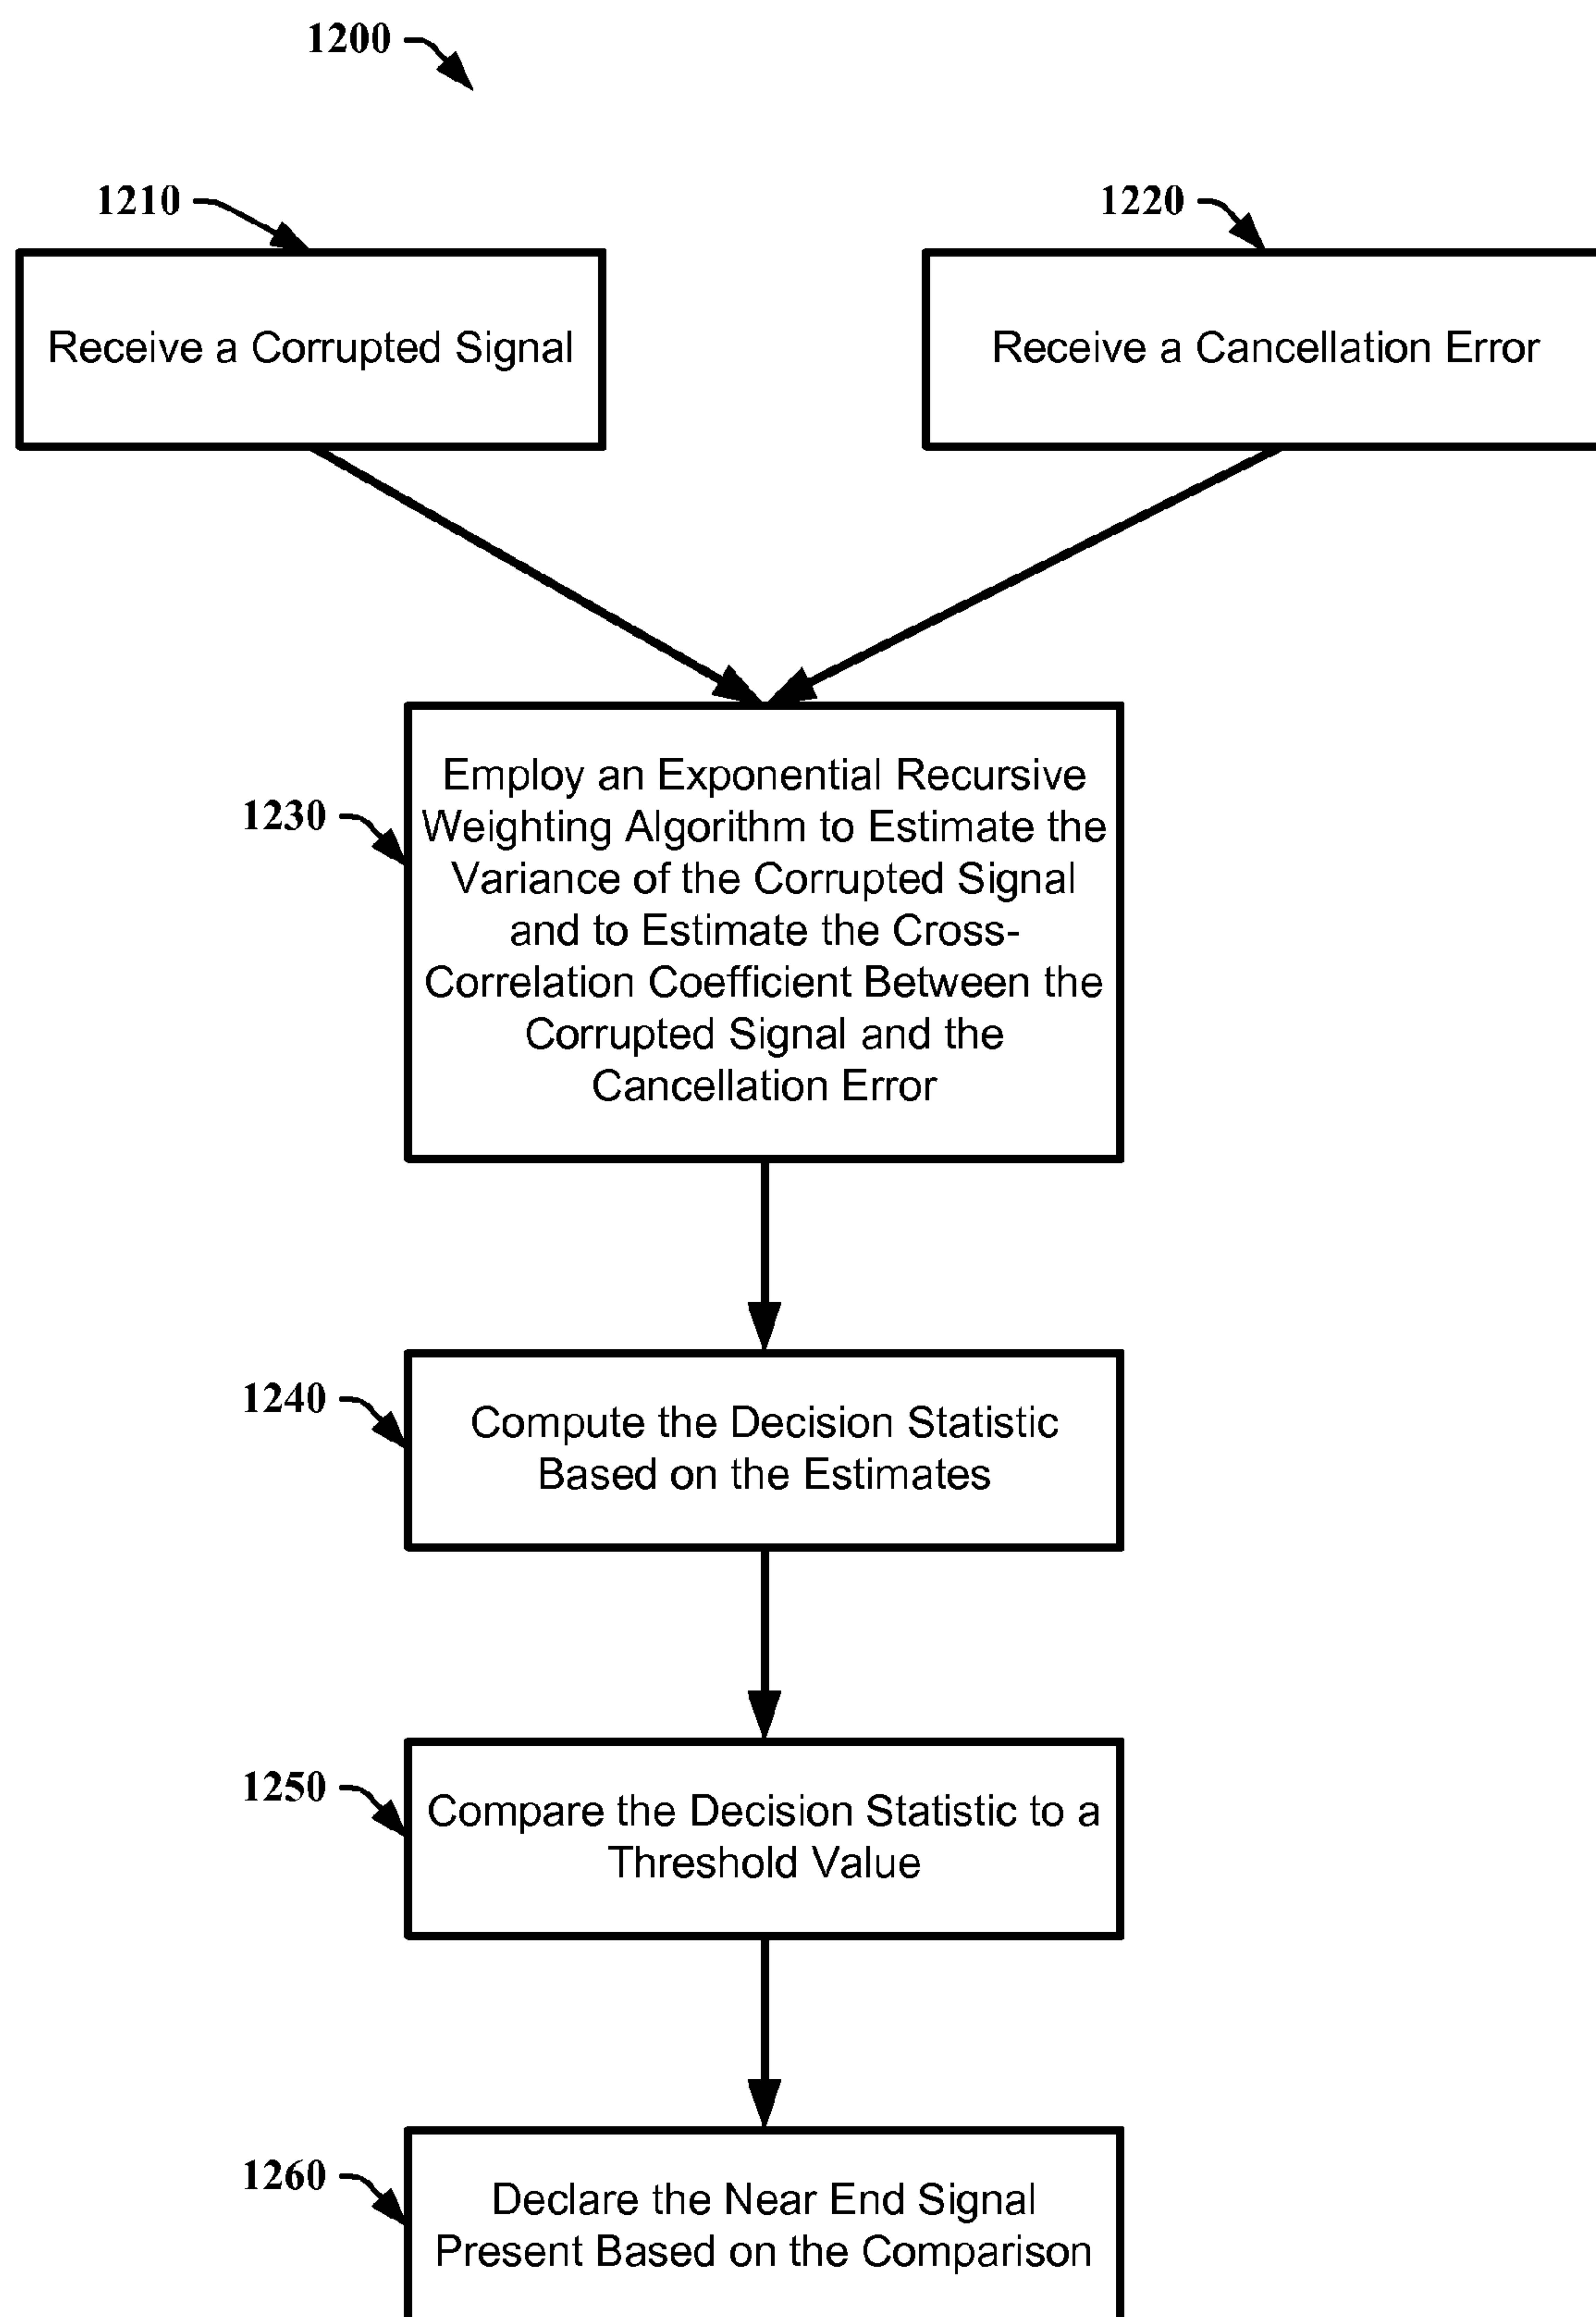 1200
1210
1220
Receive a Corrupted Signal
Receive a Cancellation Error
1230
Employ an Exponential Recursive
Weighting Algorithm to Estimate the
Variance of the Corrupted Signal
and to Estimate the Cross-
Correlation Coefficient Between the
Corrupted Signal and the
Cancellation Error
1240
Compute the Decision Statistic
Based on the Estimates
1250
Compare the Decision Statistic to a
Threshold Value
1260
Declare the Near End Signal
Present Based on the Comparison